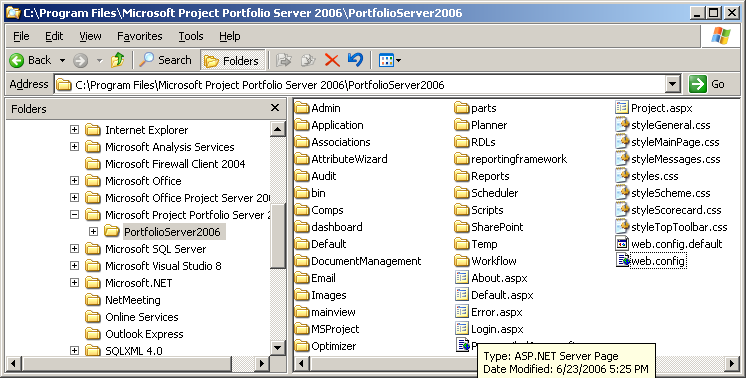 C:\Program Files\Microsoft Project Portfolio Server 2006\PortfolioServer2006
File Edit View Favorites Tools Help
Back Search Folders
Address C:\Program Files\Microsoft Project Portfolio Server 2006\PortfolioServer2006 Go
Folders
Internet Explorer
Microsoft Analysis Services
Microsoft Firewall Client 2004
Microsoft Office
Microsoft Office Project Server 200
Microsoft Project Portfolio Server 2
PortfolioServer2006
Microsoft SQL Server
Microsoft Visual Studio 8
Microsoft.NET
NetMeeting
Online Services
Outlook Express
SQLXML 4.0
Admin
Application
Associations
AttributeWizard
Audit
bin
Comps
dashboard
Default
DocumentManagement
Email
Images
mainview
MSProject
Optimizer
parts
Planner
RDLs
reportingframework
Reports
Scheduler
Scripts
SharePoint
Temp
Workflow
About.aspx
Default.aspx
Error.aspx
Login.aspx
Project.aspx
styleGeneral.css
styleMainPage.css
styleMessages.css
styles.css
styleScheme.css
styleScorecard.css
styleTopToolbar.css
web.config.default
web.config
Type: ASP.NET Server Page
Date Modified: 6/23/2006 5:25 PM